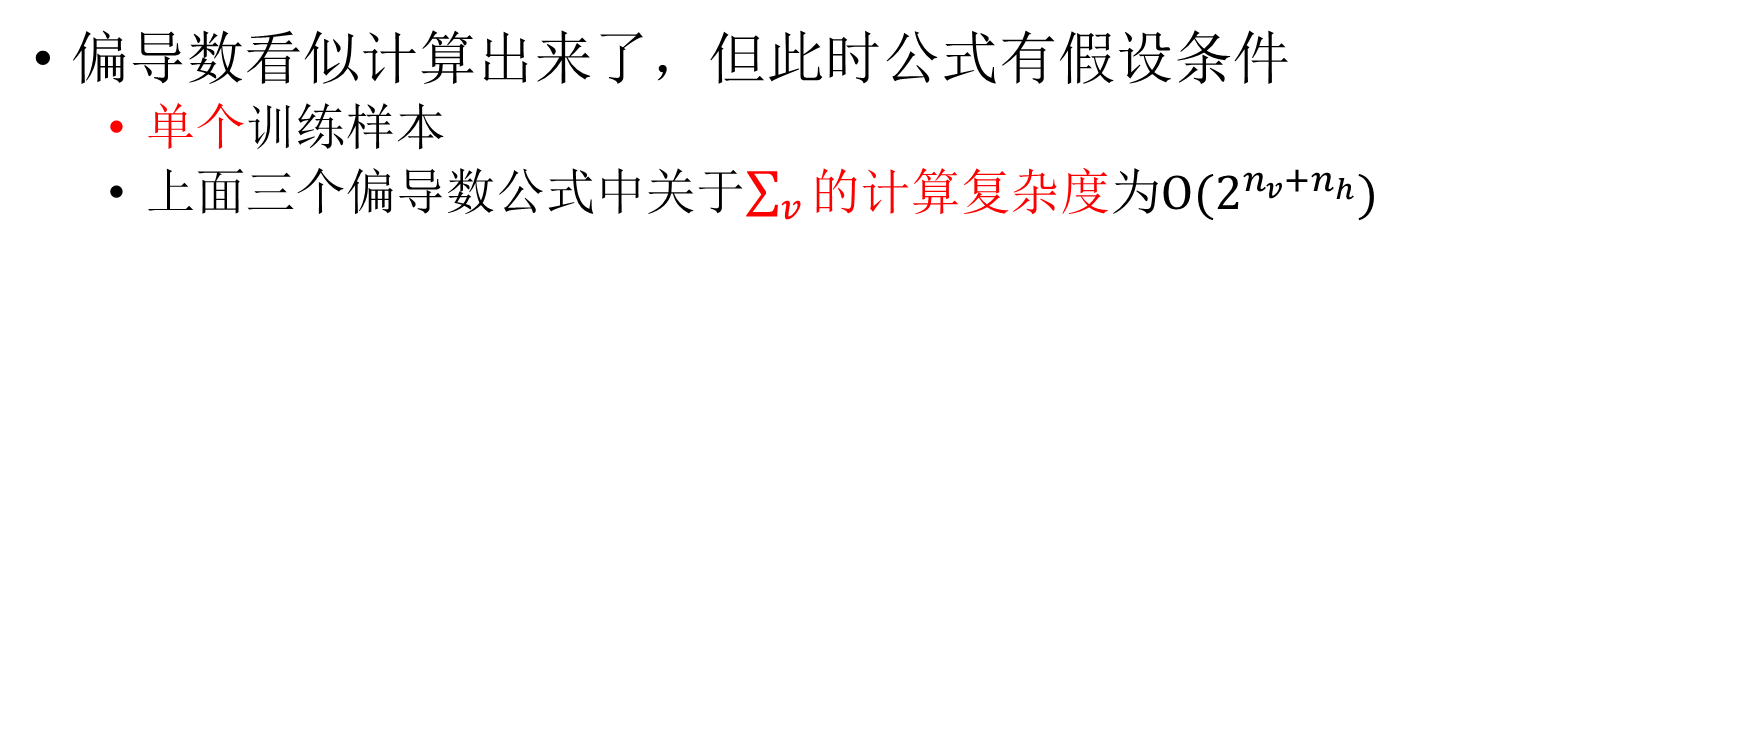 • 偏导数看似计算出来了，但此时公式有假设条件
• 单个训练样本
• 上面三个偏导数公式中关于∑ᵥ 的计算复杂度为O(2^{n_v+n_h})